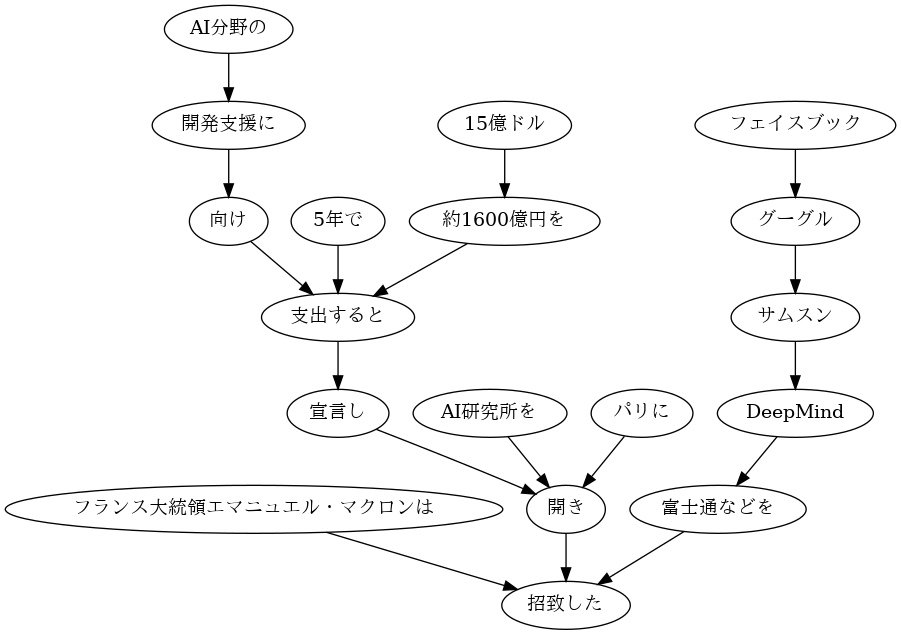 AI分野の
開発支援に
15億ドル
フェイスブック
向け
5年で
約1600億円を
グーグル
支出すると
サムスン
宣言し
AI研究所を
パリに
DeepMind
フランス大統領エマニュエル・マクロンは
開き
富士通などを
招致した